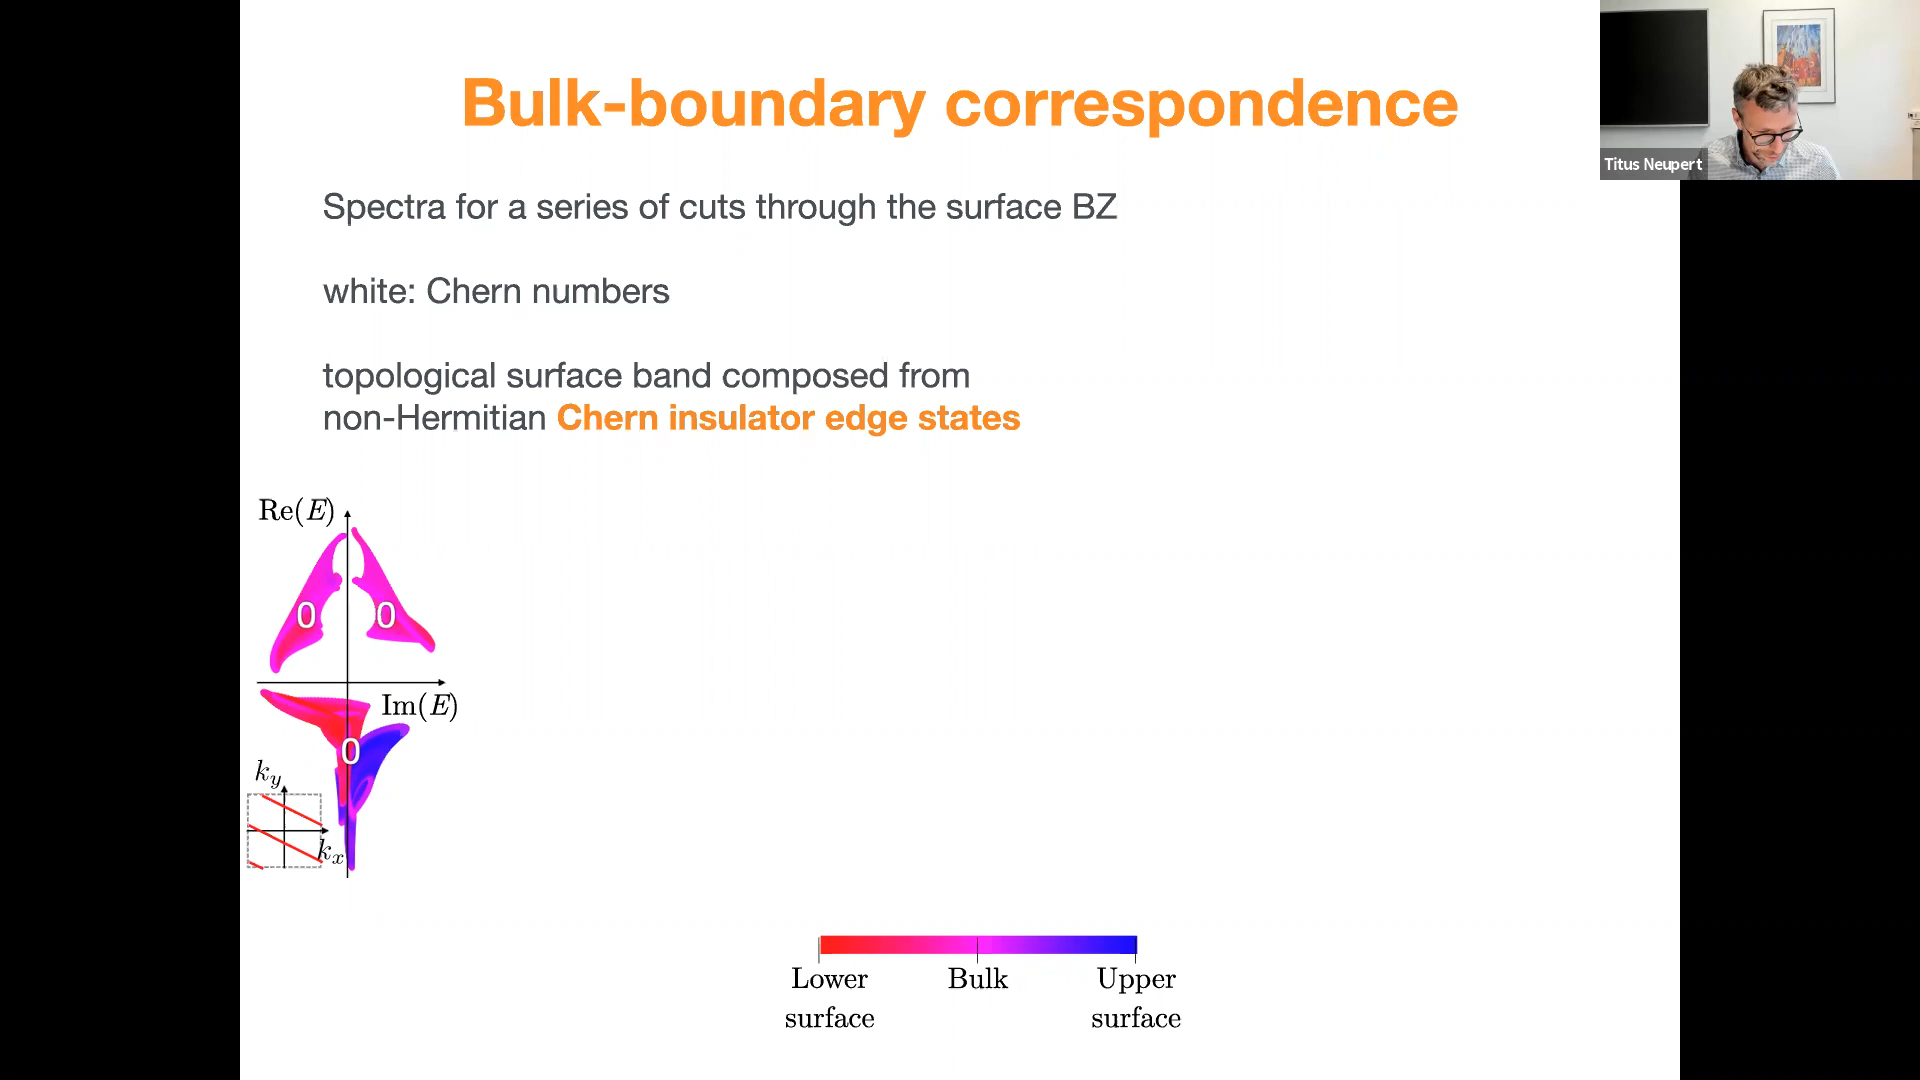 Bulk-boundary correspondence
Titus Neupert
Spectra for a series of cuts through the surface BZ
white: Chern numbers
topological surface band composed from
non-Hermitian Chern insulator edge states
Re(E)
0 0
Im(E)
0
k_y
k_x
Lower surface
Bulk
Upper surface